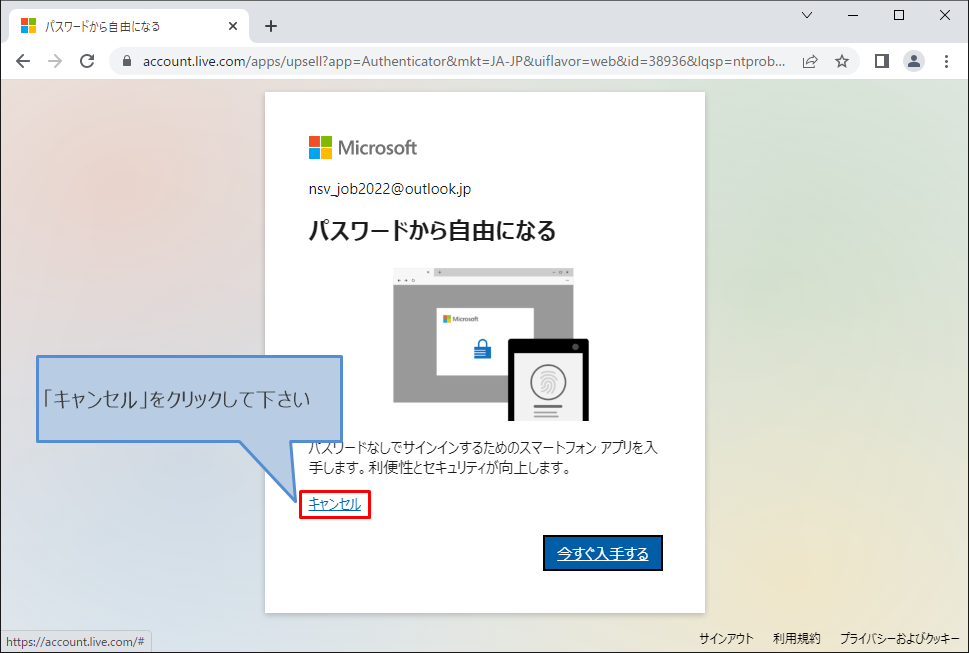 パスワードから自由になる
account.live.com/apps/upsell?app=Authenticator&mkt=JA-JP&uiflavor=web&id=38936&lqsp=ntprob...
Microsoft
nsv_job2022@outlook.jp
パスワードから自由になる
Microsoft
「キャンセル」をクリックして下さい
パスワードなしでサインインするためのスマートフォン アプリを入
手します。利便性とセキュリティが向上します。
キャンセル
今すぐ入手する
サインアウト 利用規約 プライバシーおよびクッキー
https://account.live.com/#